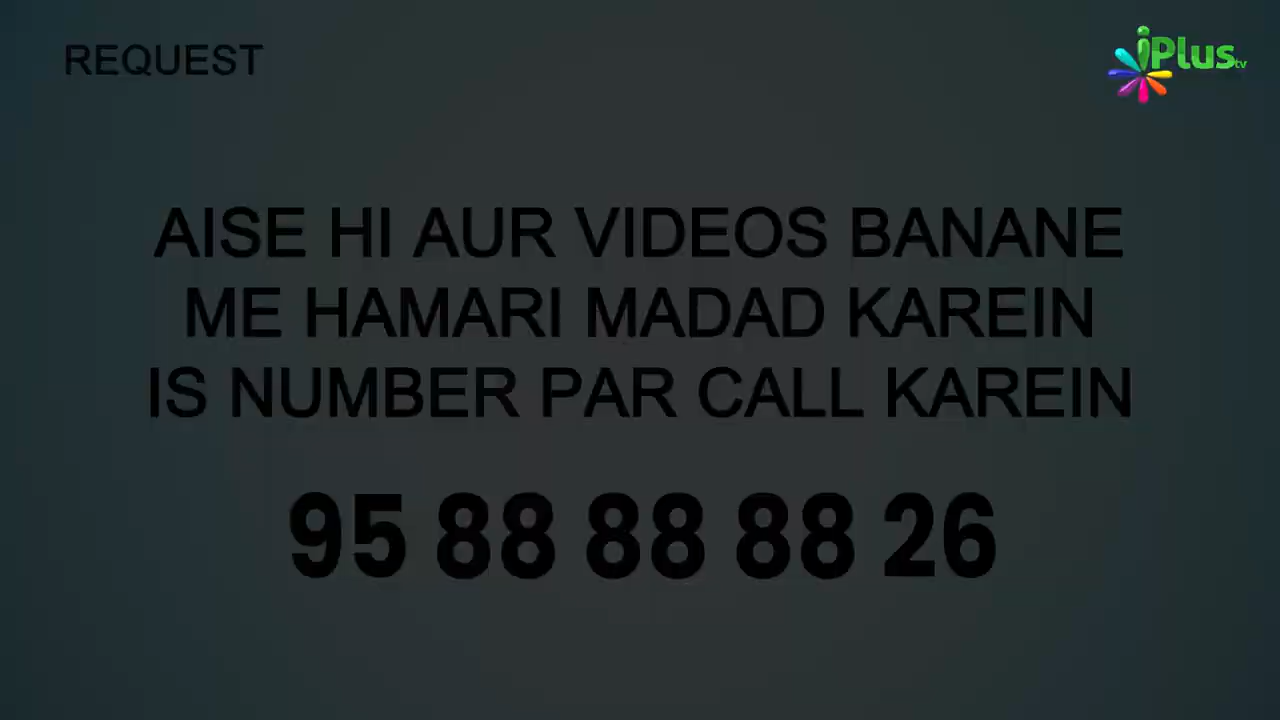 REQUEST
iPlus tv
AISE HI AUR VIDEOS BANANE
ME HAMARI MADAD KAREIN
IS NUMBER PAR CALL KAREIN
95 88 88 88 26